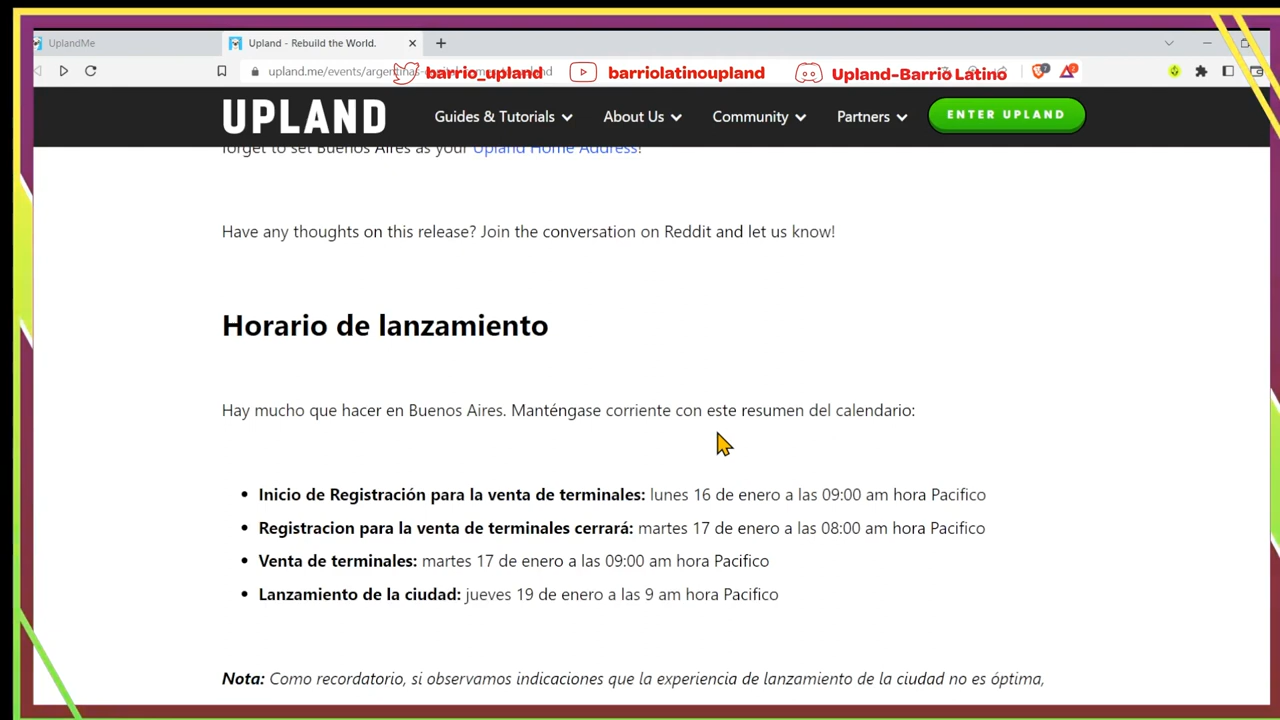 UplandMe
Upland - Rebuild the World.
upland.me/events/argentinas
barrio_upland
barriolatinoupland
Upland-Barrio Latino
UPLAND
Guides & Tutorials
About Us
Community
Partners
ENTER UPLAND
forget to set Buenos Aires as your Upland Home Address!
Have any thoughts on this release? Join the conversation on Reddit and let us know!
Horario de lanzamiento
Hay mucho que hacer en Buenos Aires. Manténgase corriente con este resumen del calendario:
• Inicio de Registración para la venta de terminales: lunes 16 de enero a las 09:00 am hora Pacifico
• Registracion para la venta de terminales cerrará: martes 17 de enero a las 08:00 am hora Pacifico
• Venta de terminales: martes 17 de enero a las 09:00 am hora Pacifico
• Lanzamiento de la ciudad: jueves 19 de enero a las 9 am hora Pacifico
Nota: Como recordatorio, si observamos indicaciones que la experiencia de lanzamiento de la ciudad no es óptima,